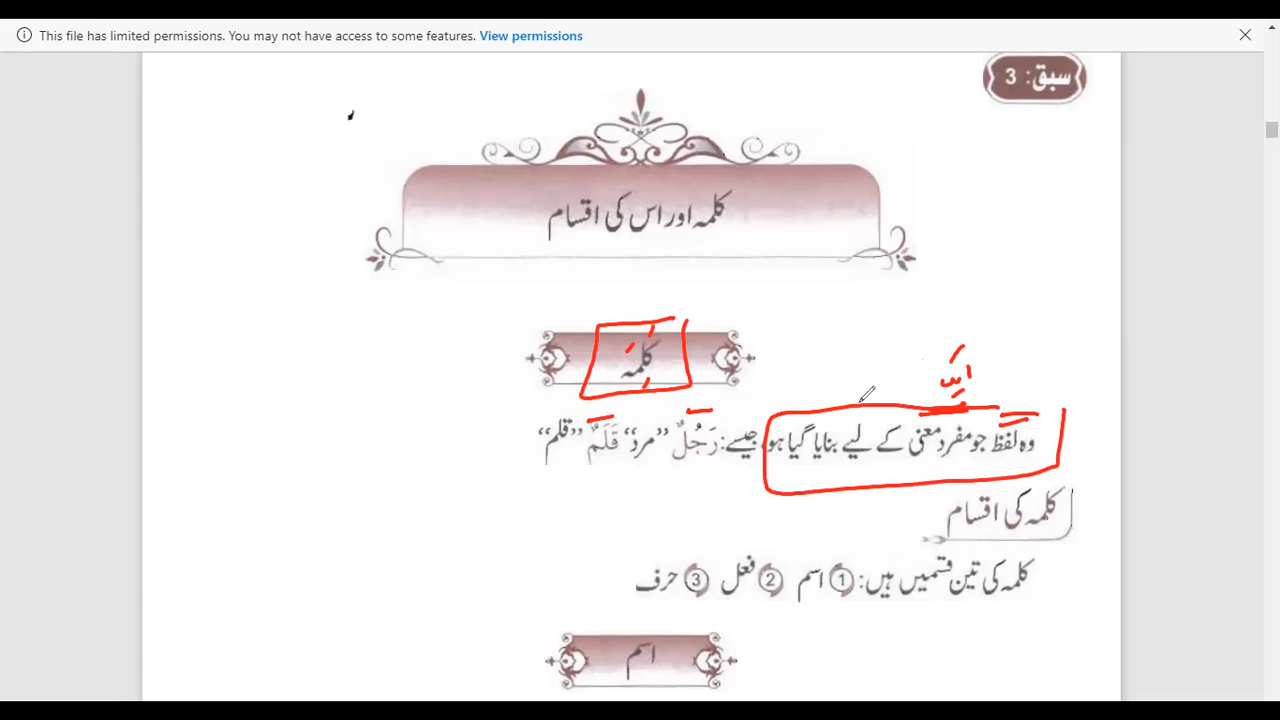 This file has limited permissions. You may not have access to some features. View permissions
سبق: 3
کلمہ اور اس کی اقسام
کلمہ
وہ لفظ جو مفرد معنی کے لیے بنایا گیا ہو، جیسے: رَجُلٌ ”مرد“ قَلَمٌ ”قلم“
کلمہ کی اقسام
کلمہ کی تین قسمیں ہیں: ① اسم ② فعل ③ حرف
اسم